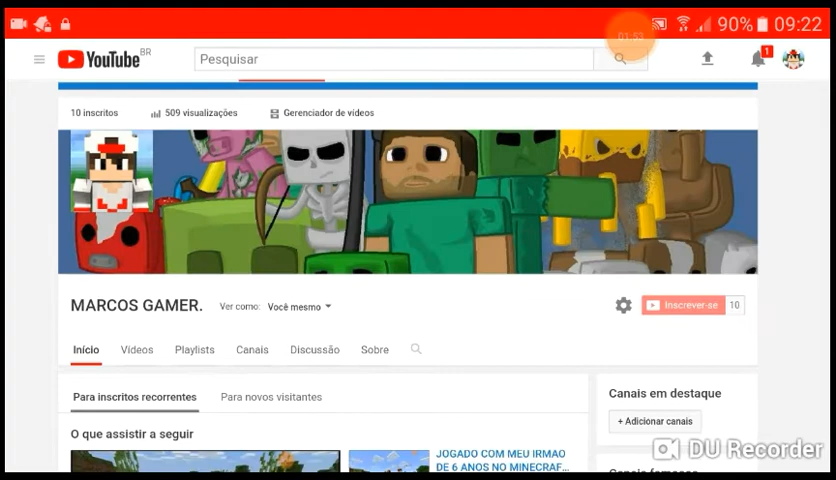 90% 09:22
01:53
YouTube BR
Pesquisar
1
10 inscritos 509 visualizações Gerenciador de vídeos
MARCOS GAMER. Ver como: Você mesmo
Inscrever-se 10
Início Vídeos Playlists Canais Discussão Sobre
Para inscritos recorrentes Para novos visitantes
Canais em destaque
+ Adicionar canais
O que assistir a seguir
JOGADO COM MEU IRMAO
DE 6 ANOS NO MINECRAF...
DU Recorder